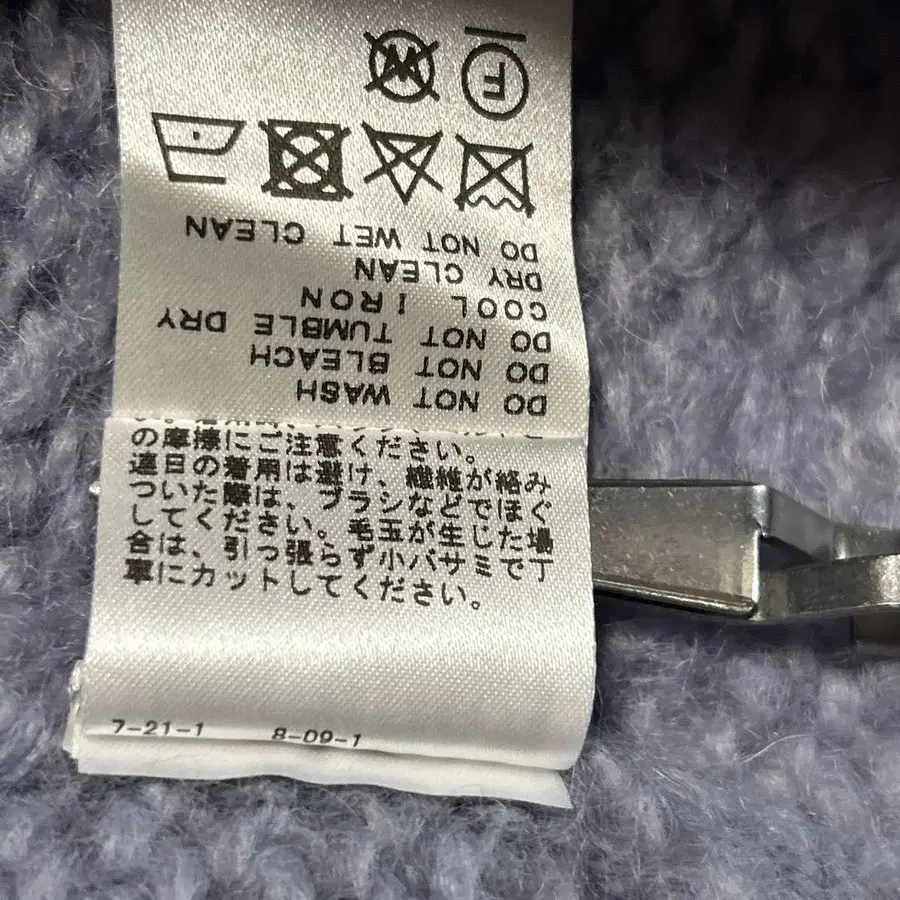 DO NOT WASH
DO NOT BLEACH
DO NOT TUMBLE DRY
COOL IRON
DRY CLEAN
DO NOT WET CLEAN
F W
の摩擦にご注意ください。
連日の着用は避け、繊維が絡み
ついた際は、ブラシなどでほぐ
してください。毛玉が生じた場
合は、引っ張らず小バサミで丁
寧にカットしてください。
7-21-1 8-09-1